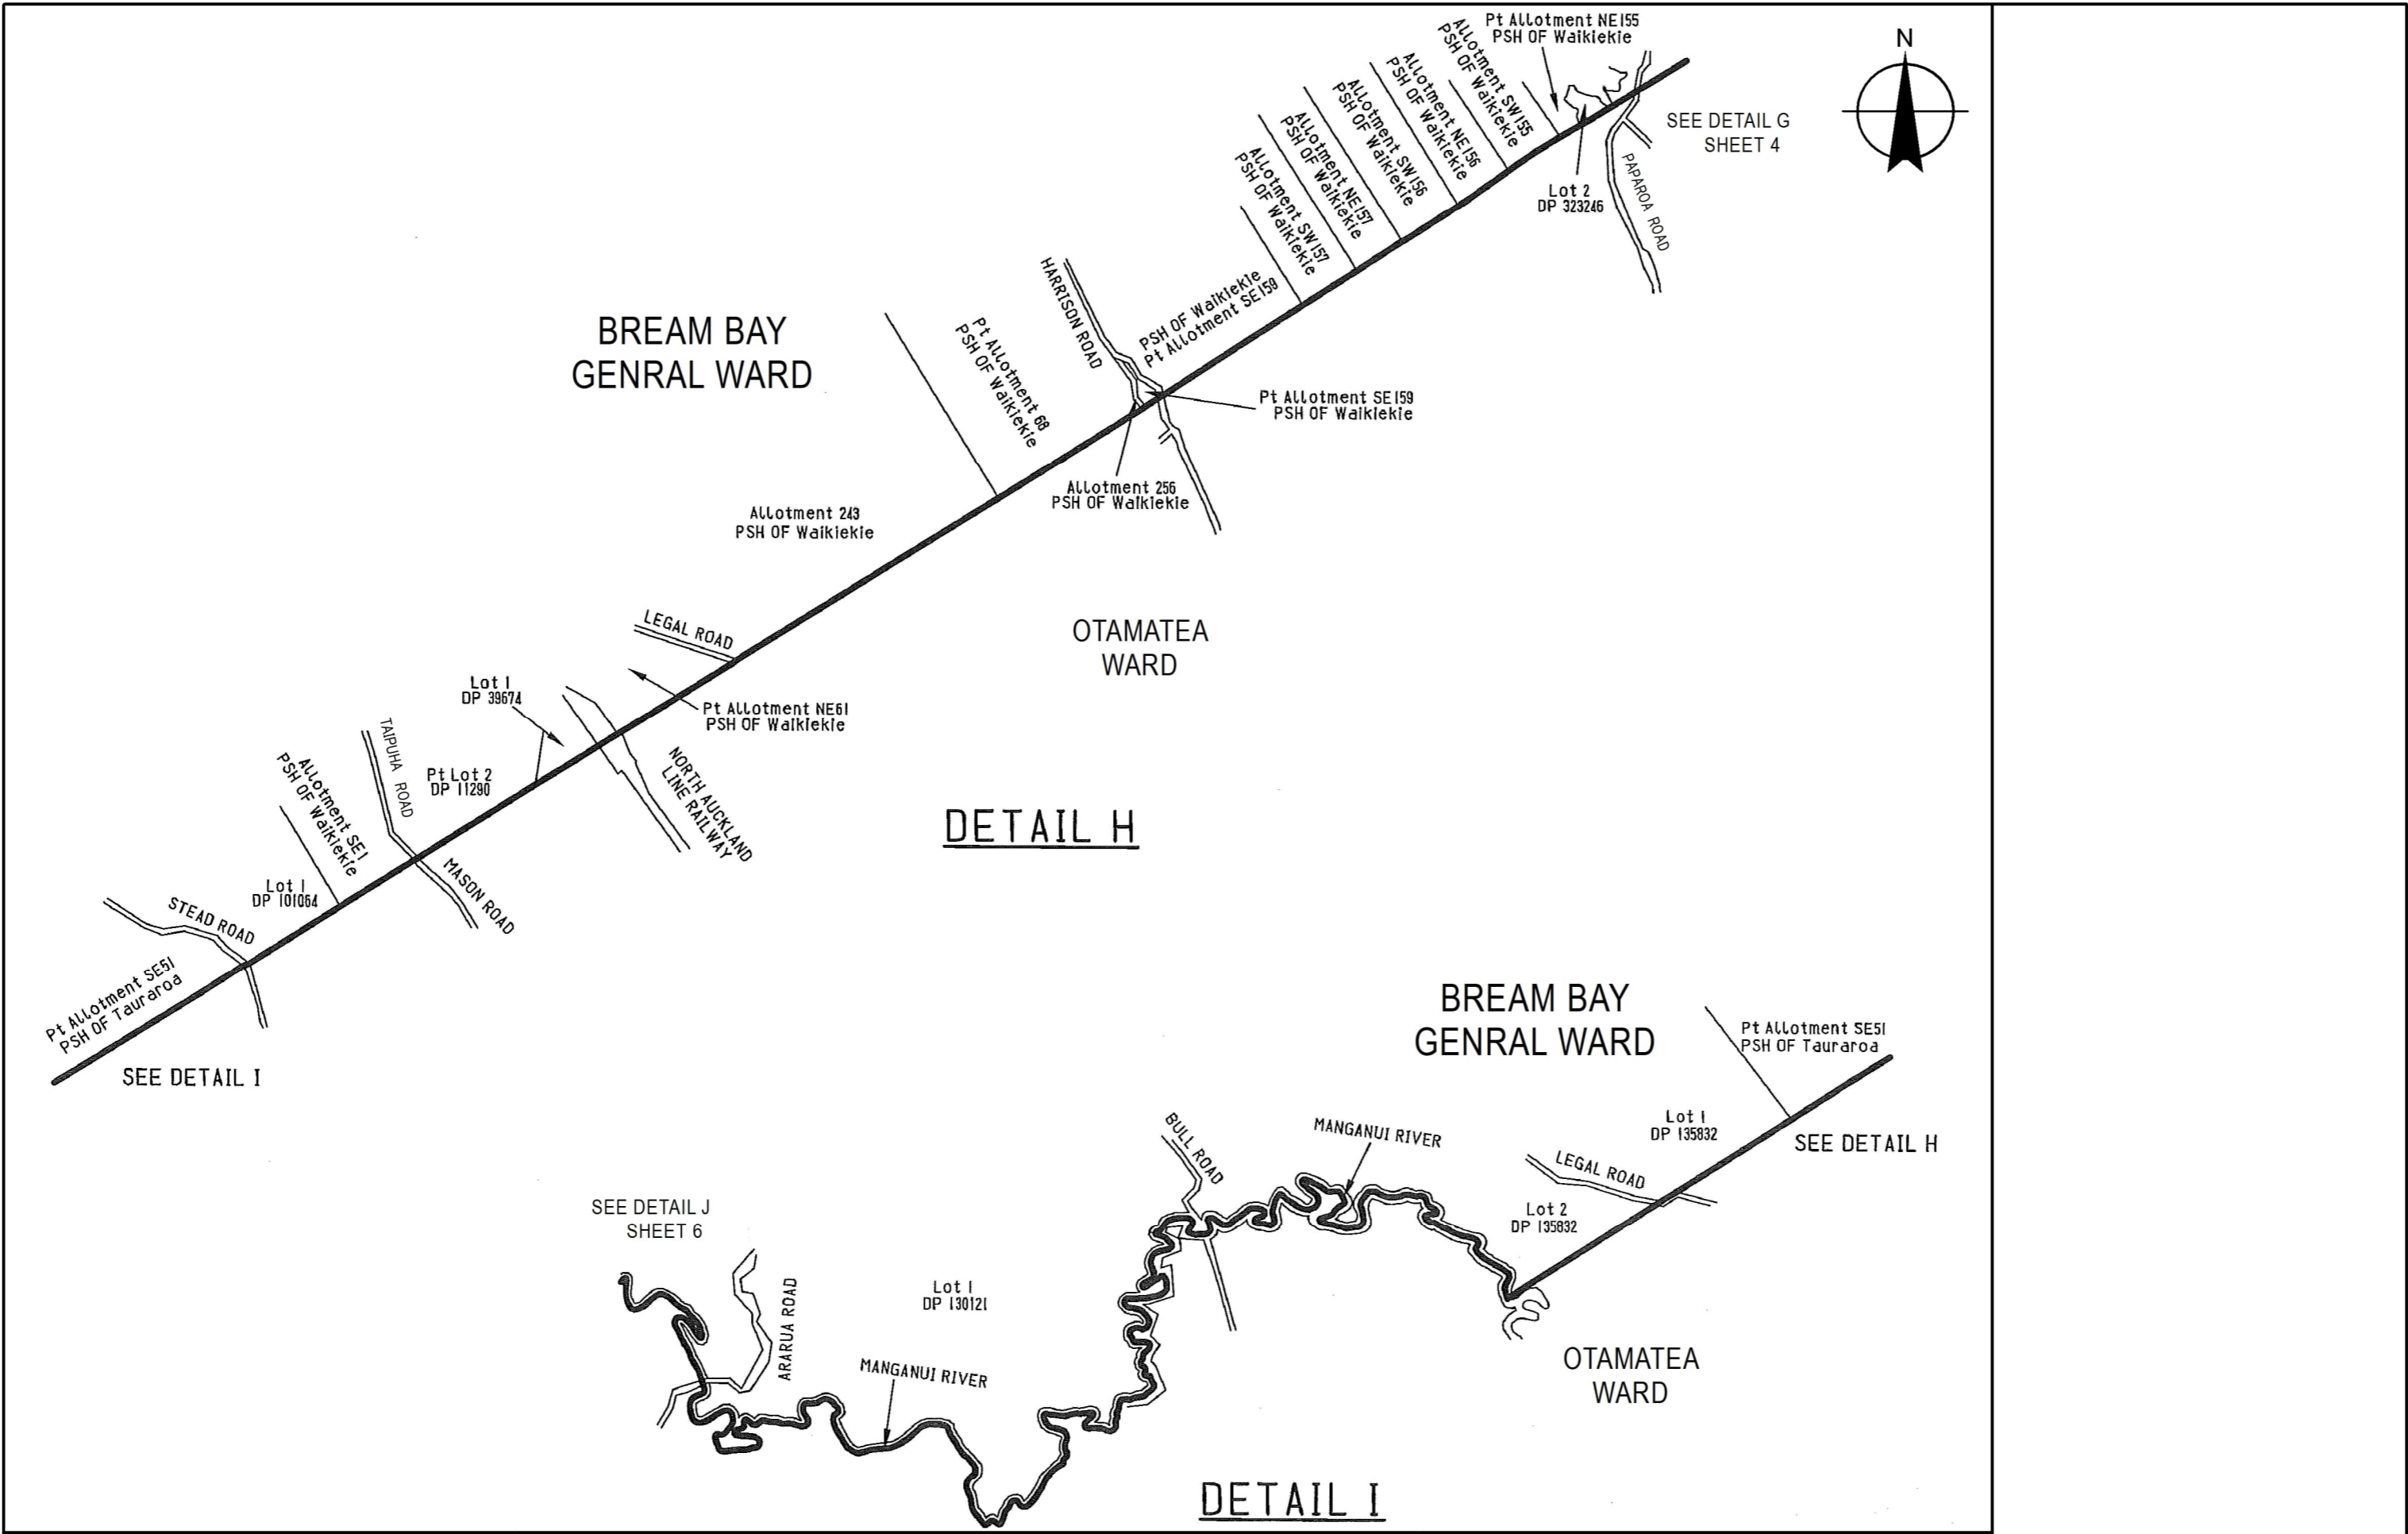 Pt Allotment NE155
PSH OF Waikiekie
N
Allotment SW155
PSH OF Waikiekie
Allotment NE156
PSH OF Waikiekie
Allotment SW156
PSH OF Waikiekie
Allotment NE157
PSH OF Waikiekie
Allotment SW157
PSH OF Waikiekie
SEE DETAIL G
SHEET 4
PAPAROA ROAD
Lot 2
DP 323246
PSH OF Waikiekie
Pt Allotment SE159
HARRISON ROAD
BREAM BAY
GENRAL WARD
Pt Allotment 68
PSH OF Waikiekie
Pt Allotment SE159
PSH OF Waikiekie
Allotment 256
PSH OF Waikiekie
Allotment 243
PSH OF Waikiekie
LEGAL ROAD
OTAMATEA
WARD
Lot 1
DP 39674
Pt Allotment NE61
PSH OF Waikiekie
TAIPUHA ROAD
Pt Lot 2
DP 11290
NORTH AUCKLAND
LINE RAILWAY
Allotment SE1
PSH OF Waikiekie
DETAIL H
MASON ROAD
Lot 1
DP 101064
STEAD ROAD
Pt Allotment SE51
PSH OF Tauraroa
SEE DETAIL I
BREAM BAY
GENRAL WARD
Pt Allotment SE51
PSH OF Tauraroa
Lot 1
DP 135832
SEE DETAIL H
BULL ROAD
MANGANUI RIVER
LEGAL ROAD
Lot 2
DP 135832
SEE DETAIL J
SHEET 6
ARARUA ROAD
Lot 1
DP 130121
MANGANUI RIVER
OTAMATEA
WARD
DETAIL I